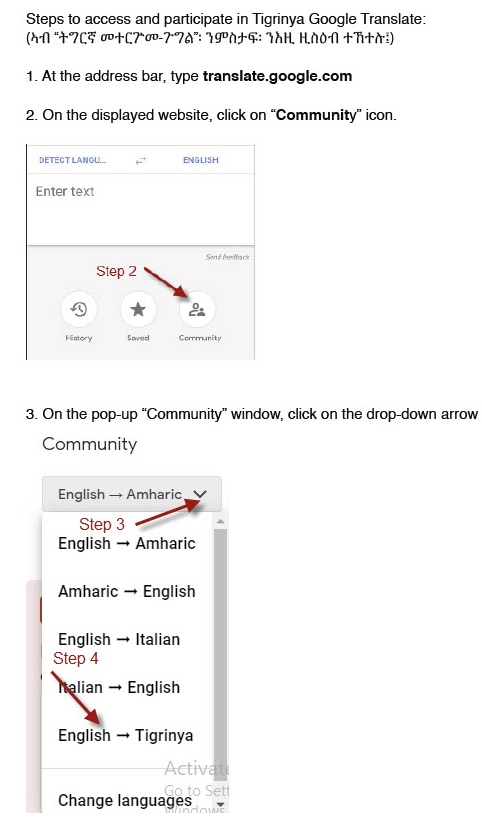 Steps to access and participate in Tigrinya Google Translate:
(ኣብ “ትግርኛ መተርጐመ-ጉግል”፡ ንምስታፍ፡ ንእዚ ዚስዕብ ተኸተሉ፤)
1. At the address bar, type translate.google.com
2. On the displayed website, click on “Community” icon.
DETECT LANGU... ENGLISH
Enter text
Send feedback
Step 2
History Saved Community
3. On the pop-up “Community” window, click on the drop-down arrow
Community
English → Amharic
Step 3
English → Amharic
Amharic → English
English → Italian
Step 4
Italian → English
English → Tigrinya
Activate
Go to Sett
Change languages
Windows